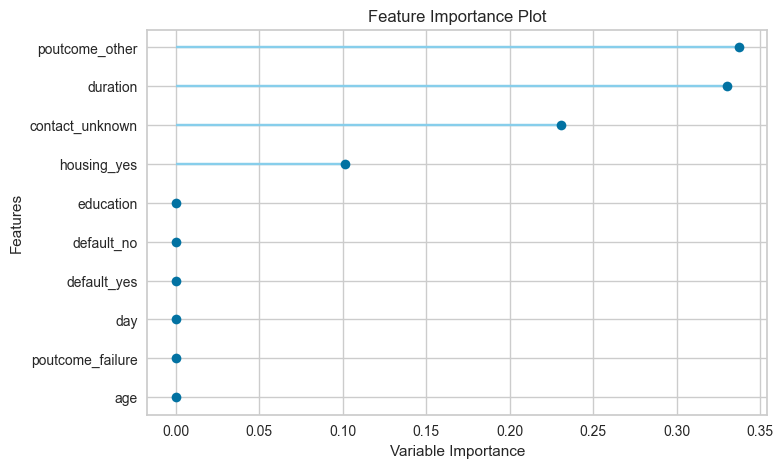 Feature Importance Plot
poutcome_other
duration
contact_unknown
housing_yes
education
default_no
default_yes
day
poutcome_failure
age
Features
0.00 0.05 0.10 0.15 0.20 0.25 0.30 0.35
Variable Importance